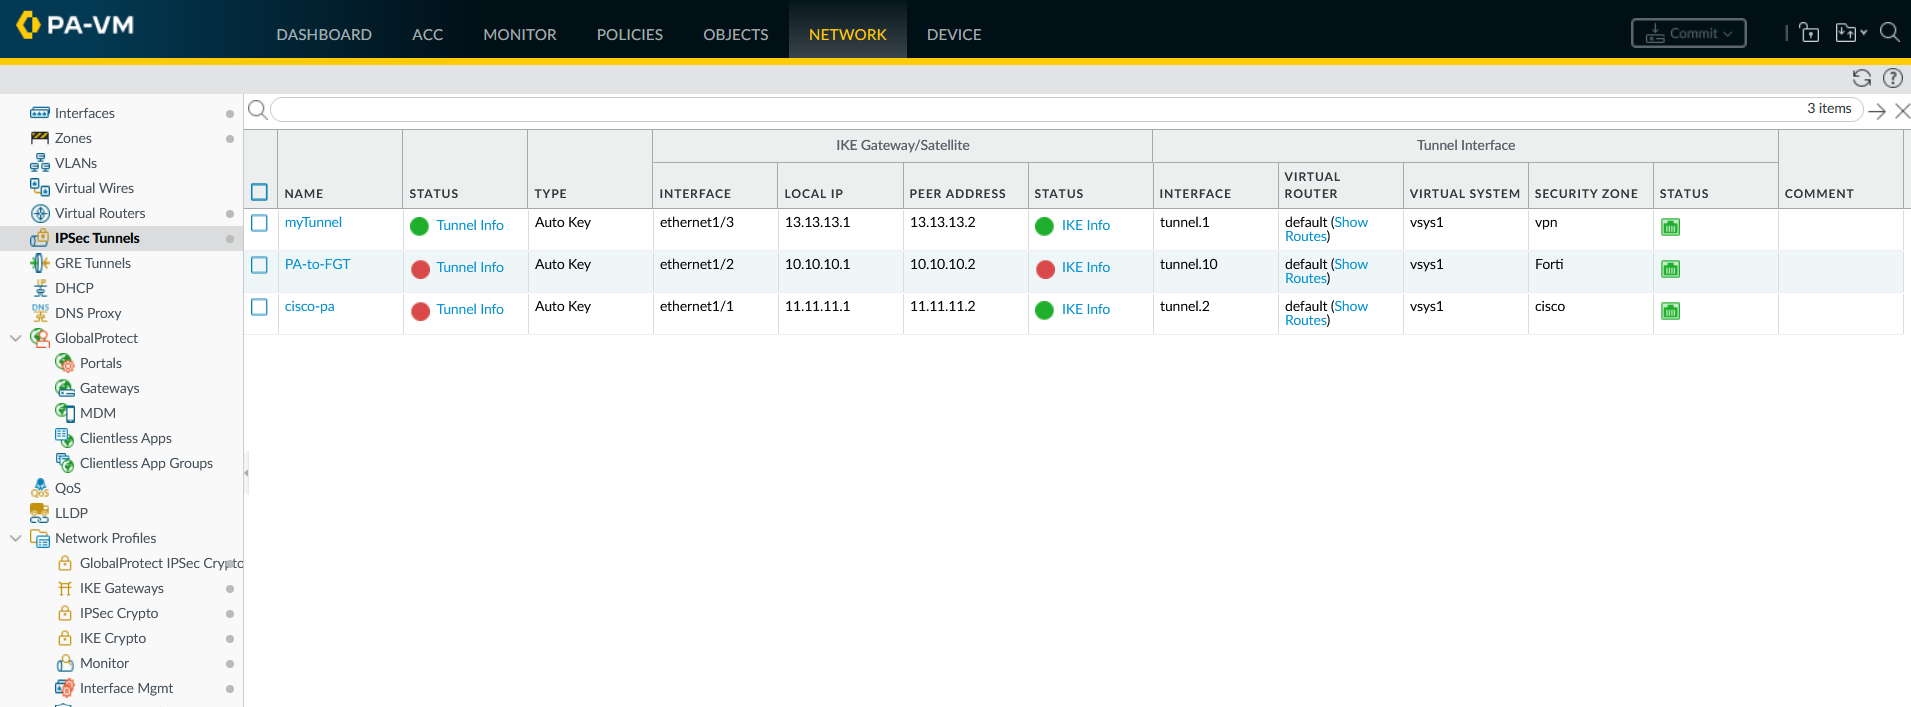 PA-VM
DASHBOARD ACC MONITOR POLICIES OBJECTS NETWORK DEVICE Commit
3 items
Interfaces
Zones
VLANs
Virtual Wires
Virtual Routers
IPSec Tunnels
GRE Tunnels
DHCP
DNS Proxy
GlobalProtect
Portals
Gateways
MDM
Clientless Apps
Clientless App Groups
QoS
LLDP
Network Profiles
GlobalProtect IPSec Crypto
IKE Gateways
IPSec Crypto
IKE Crypto
Monitor
Interface Mgmt
IKE Gateway/Satellite Tunnel Interface
NAME STATUS TYPE INTERFACE LOCAL IP PEER ADDRESS STATUS INTERFACE VIRTUAL ROUTER VIRTUAL SYSTEM SECURITY ZONE STATUS COMMENT
myTunnel Tunnel Info Auto Key ethernet1/3 13.13.13.1 13.13.13.2 IKE Info tunnel.1 default (Show Routes) vsys1 vpn
PA-to-FGT Tunnel Info Auto Key ethernet1/2 10.10.10.1 10.10.10.2 IKE Info tunnel.10 default (Show Routes) vsys1 Forti
cisco-pa Tunnel Info Auto Key ethernet1/1 11.11.11.1 11.11.11.2 IKE Info tunnel.2 default (Show Routes) vsys1 cisco